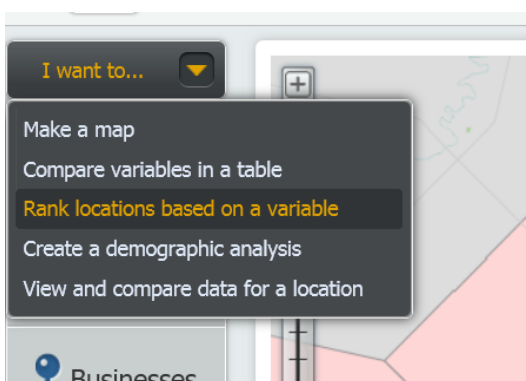 I want to...
Make a map
Compare variables in a table
Rank locations based on a variable
Create a demographic analysis
View and compare data for a location
Businesses